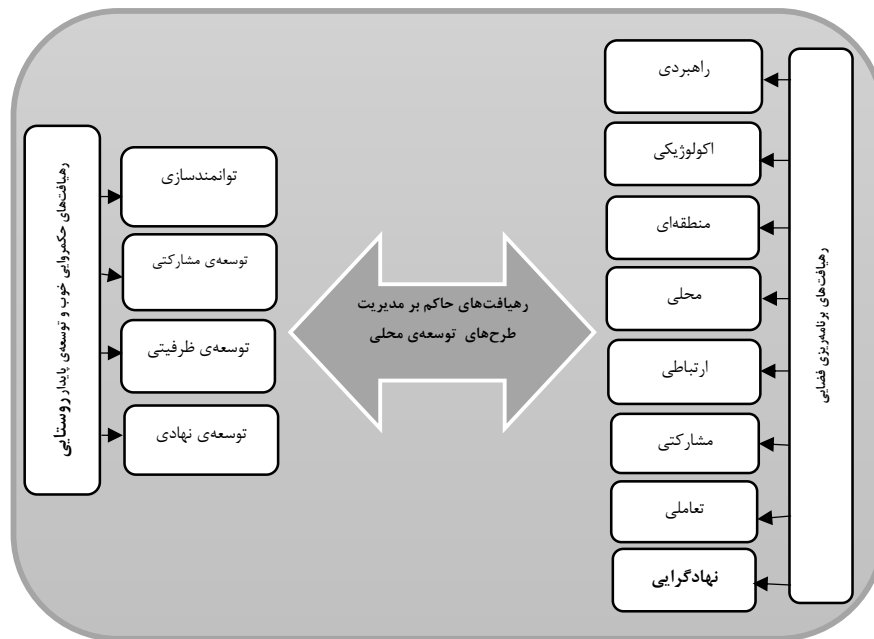 رهیافت‌های برنامه‌ریزی فضایی
راهبردی
اکولوژیکی
منطقه‌ای
محلی
ارتباطی
مشارکتی
تعاملی
نهادگرایی
رهیافت‌های حاکم بر مدیریت
طرح‌های توسعه‌ی محلی
توانمندسازی
توسعه‌ی مشارکتی
توسعه‌ی ظرفیتی
توسعه‌ی نهادی
رهیافت‌های حکمروایی خوب و توسعه‌ی پایدار روستایی